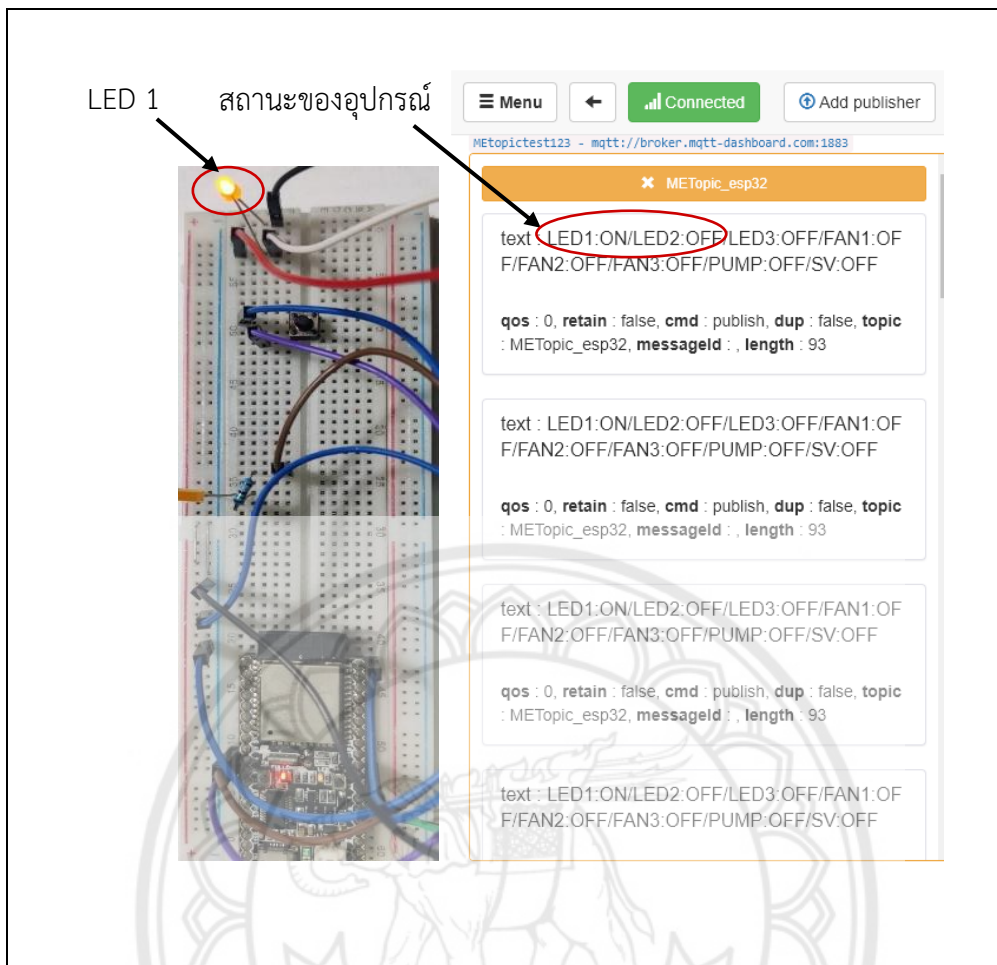 LED 1 สถานะของอุปกรณ์
Menu
Connected
Add publisher
MEtopictest123 - mqtt://broker.mqtt-dashboard.com:1883
METopic_esp32
text : LED1:ON/LED2:OFF/LED3:OFF/FAN1:OF
F/FAN2:OFF/FAN3:OFF/PUMP:OFF/SV:OFF
qos : 0, retain : false, cmd : publish, dup : false, topic
: METopic_esp32, messageId : , length : 93
text : LED1:ON/LED2:OFF/LED3:OFF/FAN1:OF
F/FAN2:OFF/FAN3:OFF/PUMP:OFF/SV:OFF
qos : 0, retain : false, cmd : publish, dup : false, topic
: METopic_esp32, messageId : , length : 93
text : LED1:ON/LED2:OFF/LED3:OFF/FAN1:OF
F/FAN2:OFF/FAN3:OFF/PUMP:OFF/SV:OFF
qos : 0, retain : false, cmd : publish, dup : false, topic
: METopic_esp32, messageId : , length : 93
text : LED1:ON/LED2:OFF/LED3:OFF/FAN1:OF
F/FAN2:OFF/FAN3:OFF/PUMP:OFF/SV:OFF